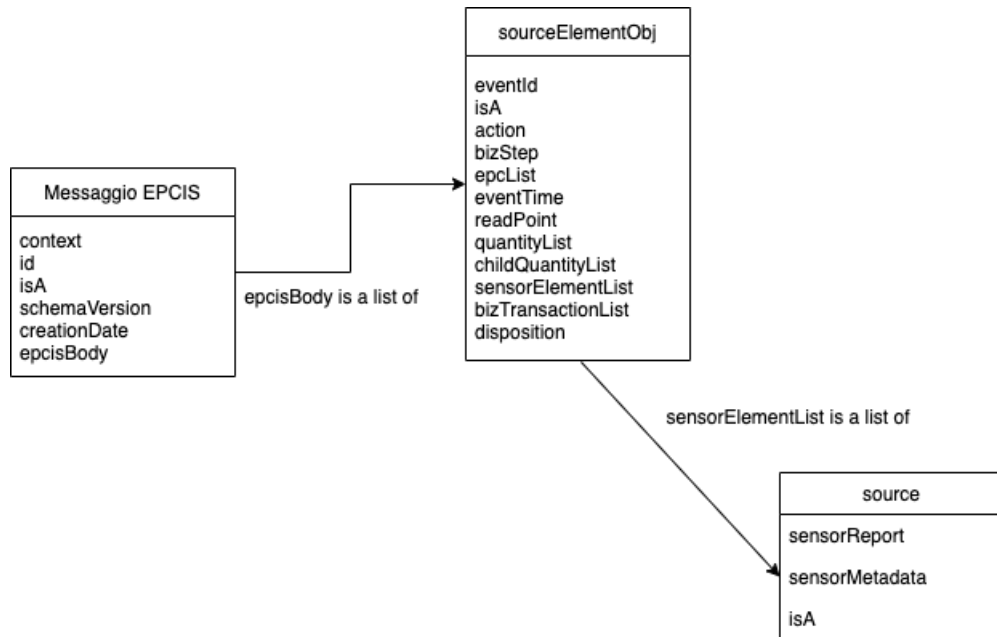 sourceElementObj
eventId
isA
action
bizStep
epcList
eventTime
readPoint
quantityList
childQuantityList
sensorElementList
bizTransactionList
disposition
Messaggio EPCIS
context
id
isA
schemaVersion
creationDate
epcisBody
epcisBody is a list of
sensorElementList is a list of
source
sensorReport
sensorMetadata
isA